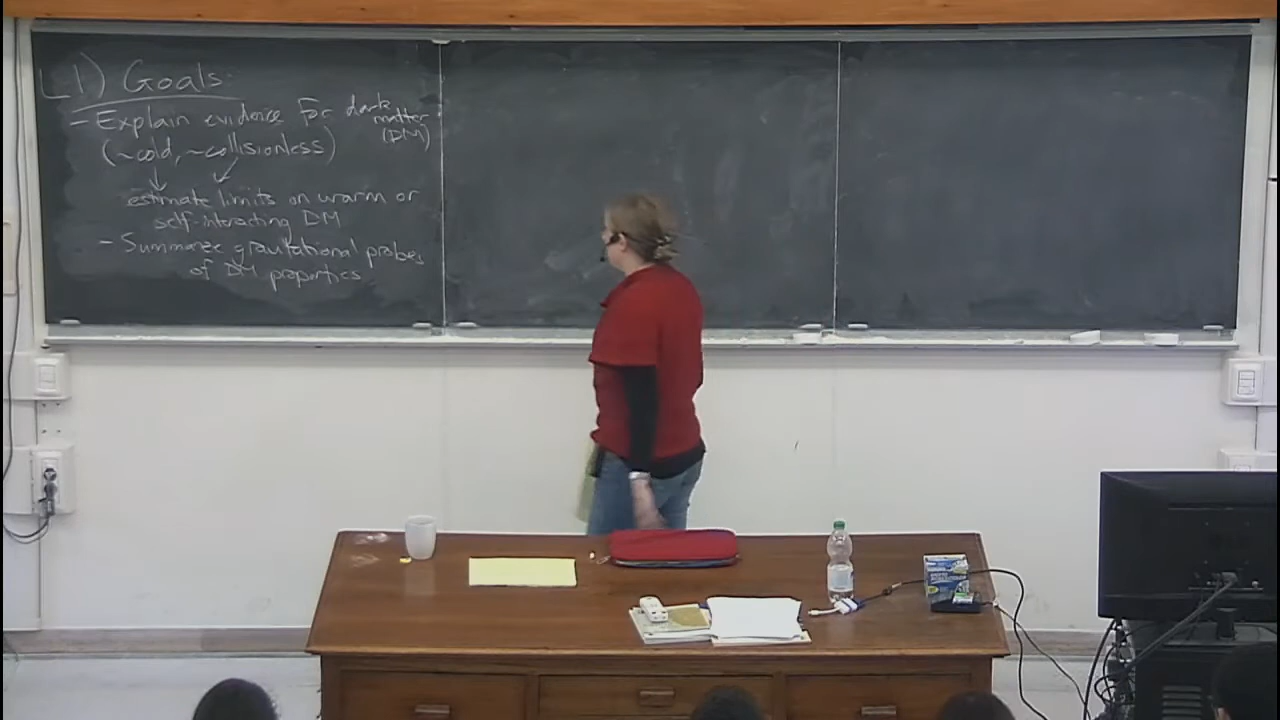 L1) Goals:
- Explain evidence for dark matter (DM)
(~cold, ~collisionless)
estimate limits on warm or
self-interacting DM
- Summarize gravitational probes
of DM properties